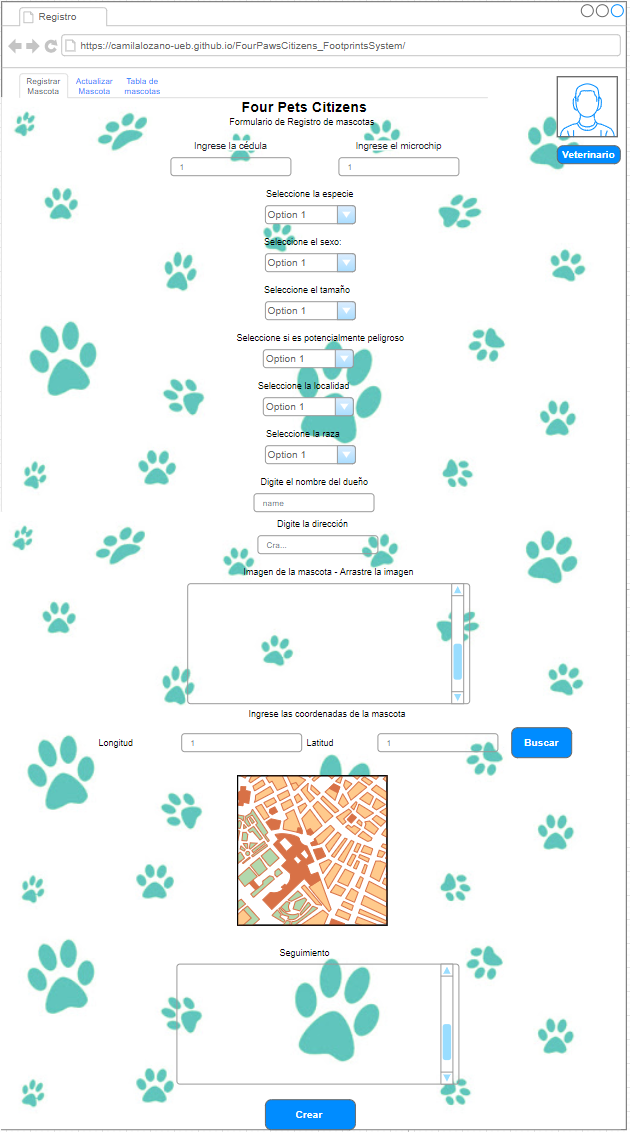 Registro
https://camilalozano-ueb.github.io/FourPawsCitizens_FootprintsSystem/
Registrar Mascota
Actualizar Mascota
Tabla de mascotas
Four Pets Citizens
Formulario de Registro de mascotas
Veterinario
Ingrese la cédula
Ingrese el microchip
1
1
Seleccione la especie
Option 1
Seleccione el sexo:
Option 1
Seleccione el tamaño
Option 1
Seleccione si es potencialmente peligroso
Option 1
Seleccione la localidad
Option 1
Seleccione la raza
Option 1
Digite el nombre del dueño
name
Digite la dirección
Cra...
Imagen de la mascota - Arrastre la imagen
Ingrese las coordenadas de la mascota
Longitud
1
Latitud
1
Buscar
Seguimiento
Crear